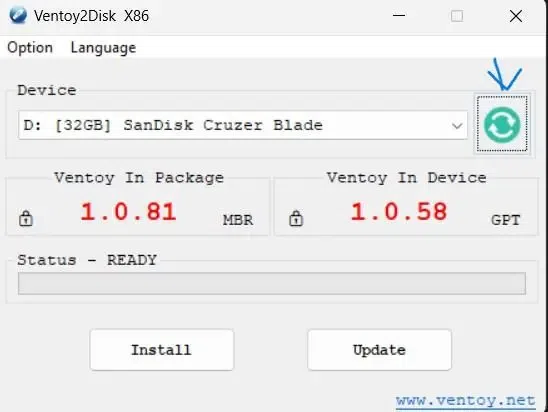 Ventoy2Disk X86
Option Language
Device
D: [32GB] SanDisk Cruzer Blade
Ventoy In Package
1.0.81 MBR
Ventoy In Device
1.0.58 GPT
Status - READY
Install Update
www.ventoy.net